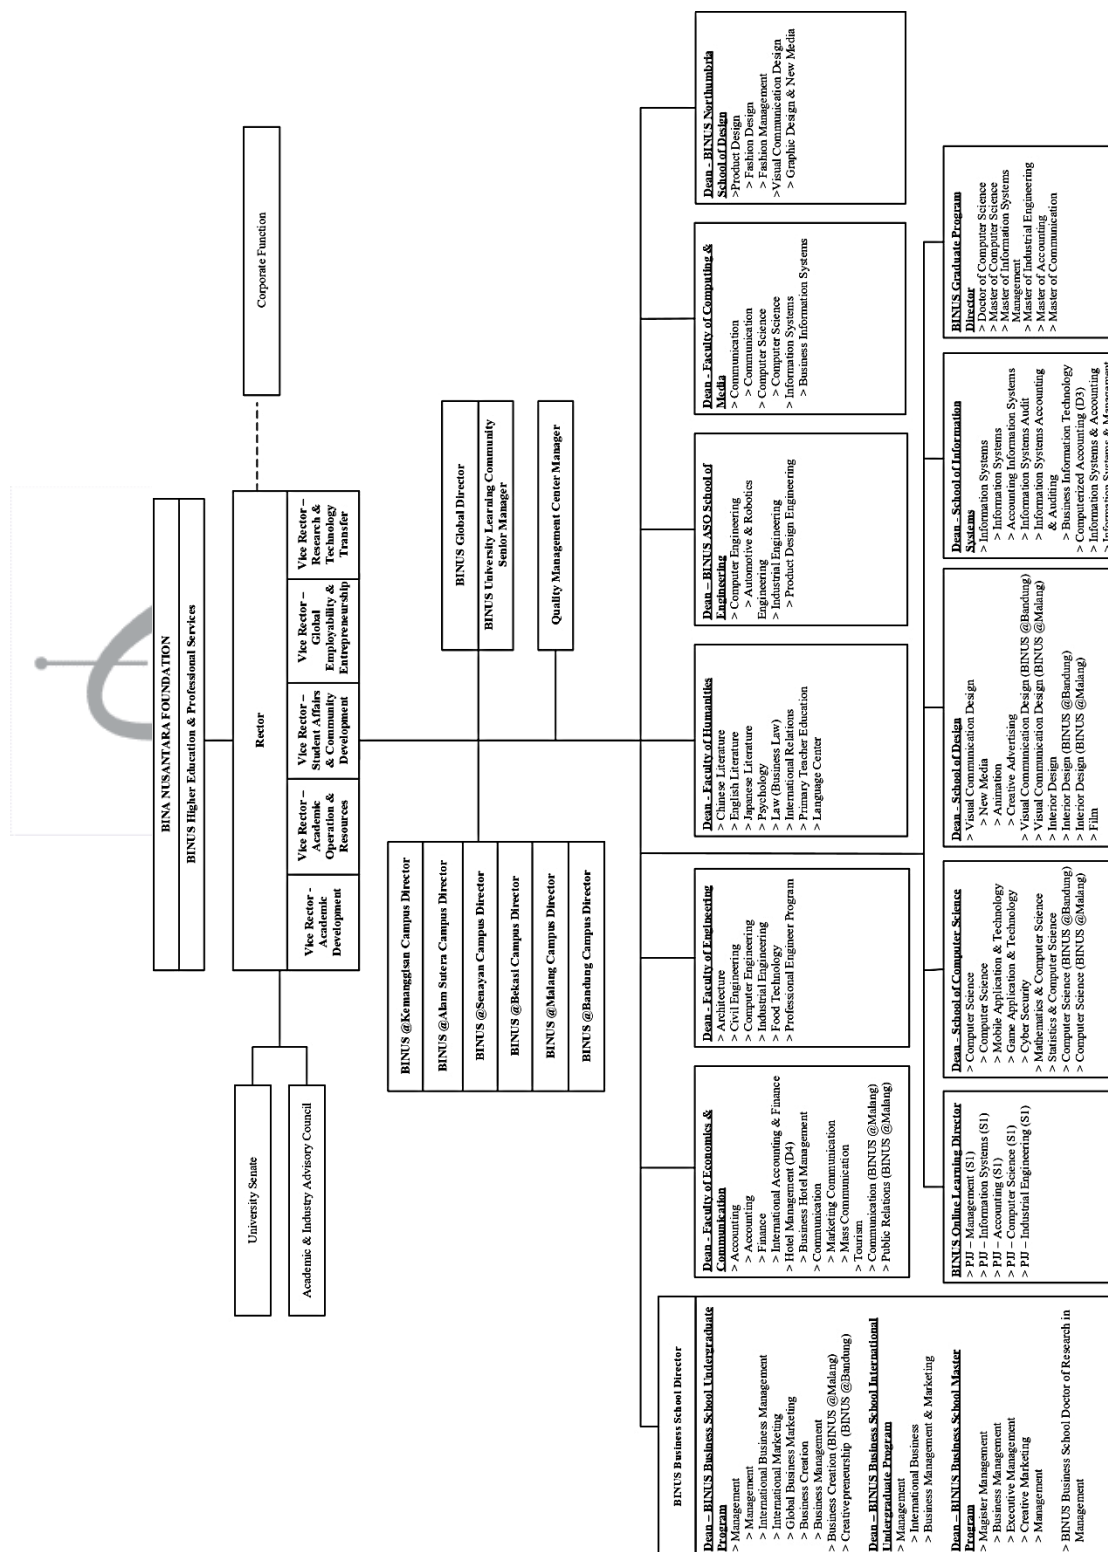 BINA NUSANTARA FOUNDATION
BINUS Higher Education & Professional Services
Rector
Vice Rector -
Academic
Development
Vice Rector –
Academic
Operation &
Resources
Vice Rector –
Student Affairs
& Community
Development
Vice Rector –
Global
Employability &
Entrepreneurship
Vice Rector –
Research &
Technology
Transfer
Corporate Function
University Senate
Academic & Industry Advisory Council
BINUS @Kemanggisan Campus Director
BINUS @Alam Sutera Campus Director
BINUS @Senayan Campus Director
BINUS @Bekasi Campus Director
BINUS @Malang Campus Director
BINUS @Bandung Campus Director
BINUS Global Director
BINUS University Learning Community
Senior Manager
Quality Management Center Manager
BINUS Business School Director
Dean – BINUS Business School Undergraduate
Program
> Management
> Management
> International Business Management
> International Marketing
> Global Business Marketing
> Business Creation
> Business Management
> Business Creation (BINUS @Malang)
> Creativepreneurship (BINUS @Bandung)
Dean – BINUS Business School International
Undergraduate Program
> Management
> International Business
> Business Management & Marketing
Dean – BINUS Business School Master
Program
> Magister Management
> Business Management
> Executive Management
> Creative Marketing
> Management
> BINUS Business School Doctor of Research in
Management
Dean - Faculty of Economics &
Communication
> Accounting
> Accounting
> Finance
> International Accounting & Finance
> Hotel Management (D4)
> Business Hotel Management
> Communication
> Marketing Communication
> Mass Communication
> Tourism
> Communication (BINUS @Malang)
> Public Relations (BINUS @Malang)
Dean - Faculty of Engineering
> Architecture
> Civil Engineering
> Computer Engineering
> Industrial Engineering
> Food Technology
> Professional Engineer Program
Dean - Faculty of Humanities
> Chinese Literature
> English Literature
> Japanese Literature
> Psychology
> Law (Business Law)
> International Relations
> Primary Teacher Education
> Language Center
Dean – BINUS ASO School of
Engineering
> Computer Engineering
> Automotive & Robotics
Engineering
> Industrial Engineering
> Product Design Engineering
Dean - Faculty of Computing &
Media
> Communication
> Communication
> Computer Science
> Computer Science
> Information Systems
> Business Information Systems
Dean - BINUS Northumbria
School of Design
>Product Design
> Fashion Design
> Fashion Management
>Visual Communication Design
> Graphic Design & New Media
BINUS Online Learning Director
> PJJ – Management (S1)
> PJJ – Information Systems (S1)
> PJJ – Accounting (S1)
> PJJ – Computer Science (S1)
> PJJ – Industrial Engineering (S1)
Dean - School of Computer Science
> Computer Science
> Computer Science
> Mobile Application & Technology
> Game Application & Technology
> Cyber Security
> Mathematics & Computer Science
> Statistics & Computer Science
> Computer Science (BINUS @Bandung)
> Computer Science (BINUS @Malang)
Dean - School of Design
> Visual Communication Design
> New Media
> Animation
> Creative Advertising
> Visual Communication Design (BINUS @Bandung)
> Visual Communication Design (BINUS @Malang)
> Interior Design
> Interior Design (BINUS @Bandung)
> Interior Design (BINUS @Malang)
> Film
Dean - School of Information
Systems
> Information Systems
> Information Systems
> Accounting Information Systems
> Information Systems Audit
> Information Systems Accounting
& Auditing
> Business Information Technology
> Computerized Accounting (D3)
> Information Systems & Accounting
> Information Systems & Management
BINUS Graduate Program
Director
> Doctor of Computer Science
> Master of Computer Science
> Master of Information Systems
Management
> Master of Industrial Engineering
> Master of Accounting
> Master of Communication